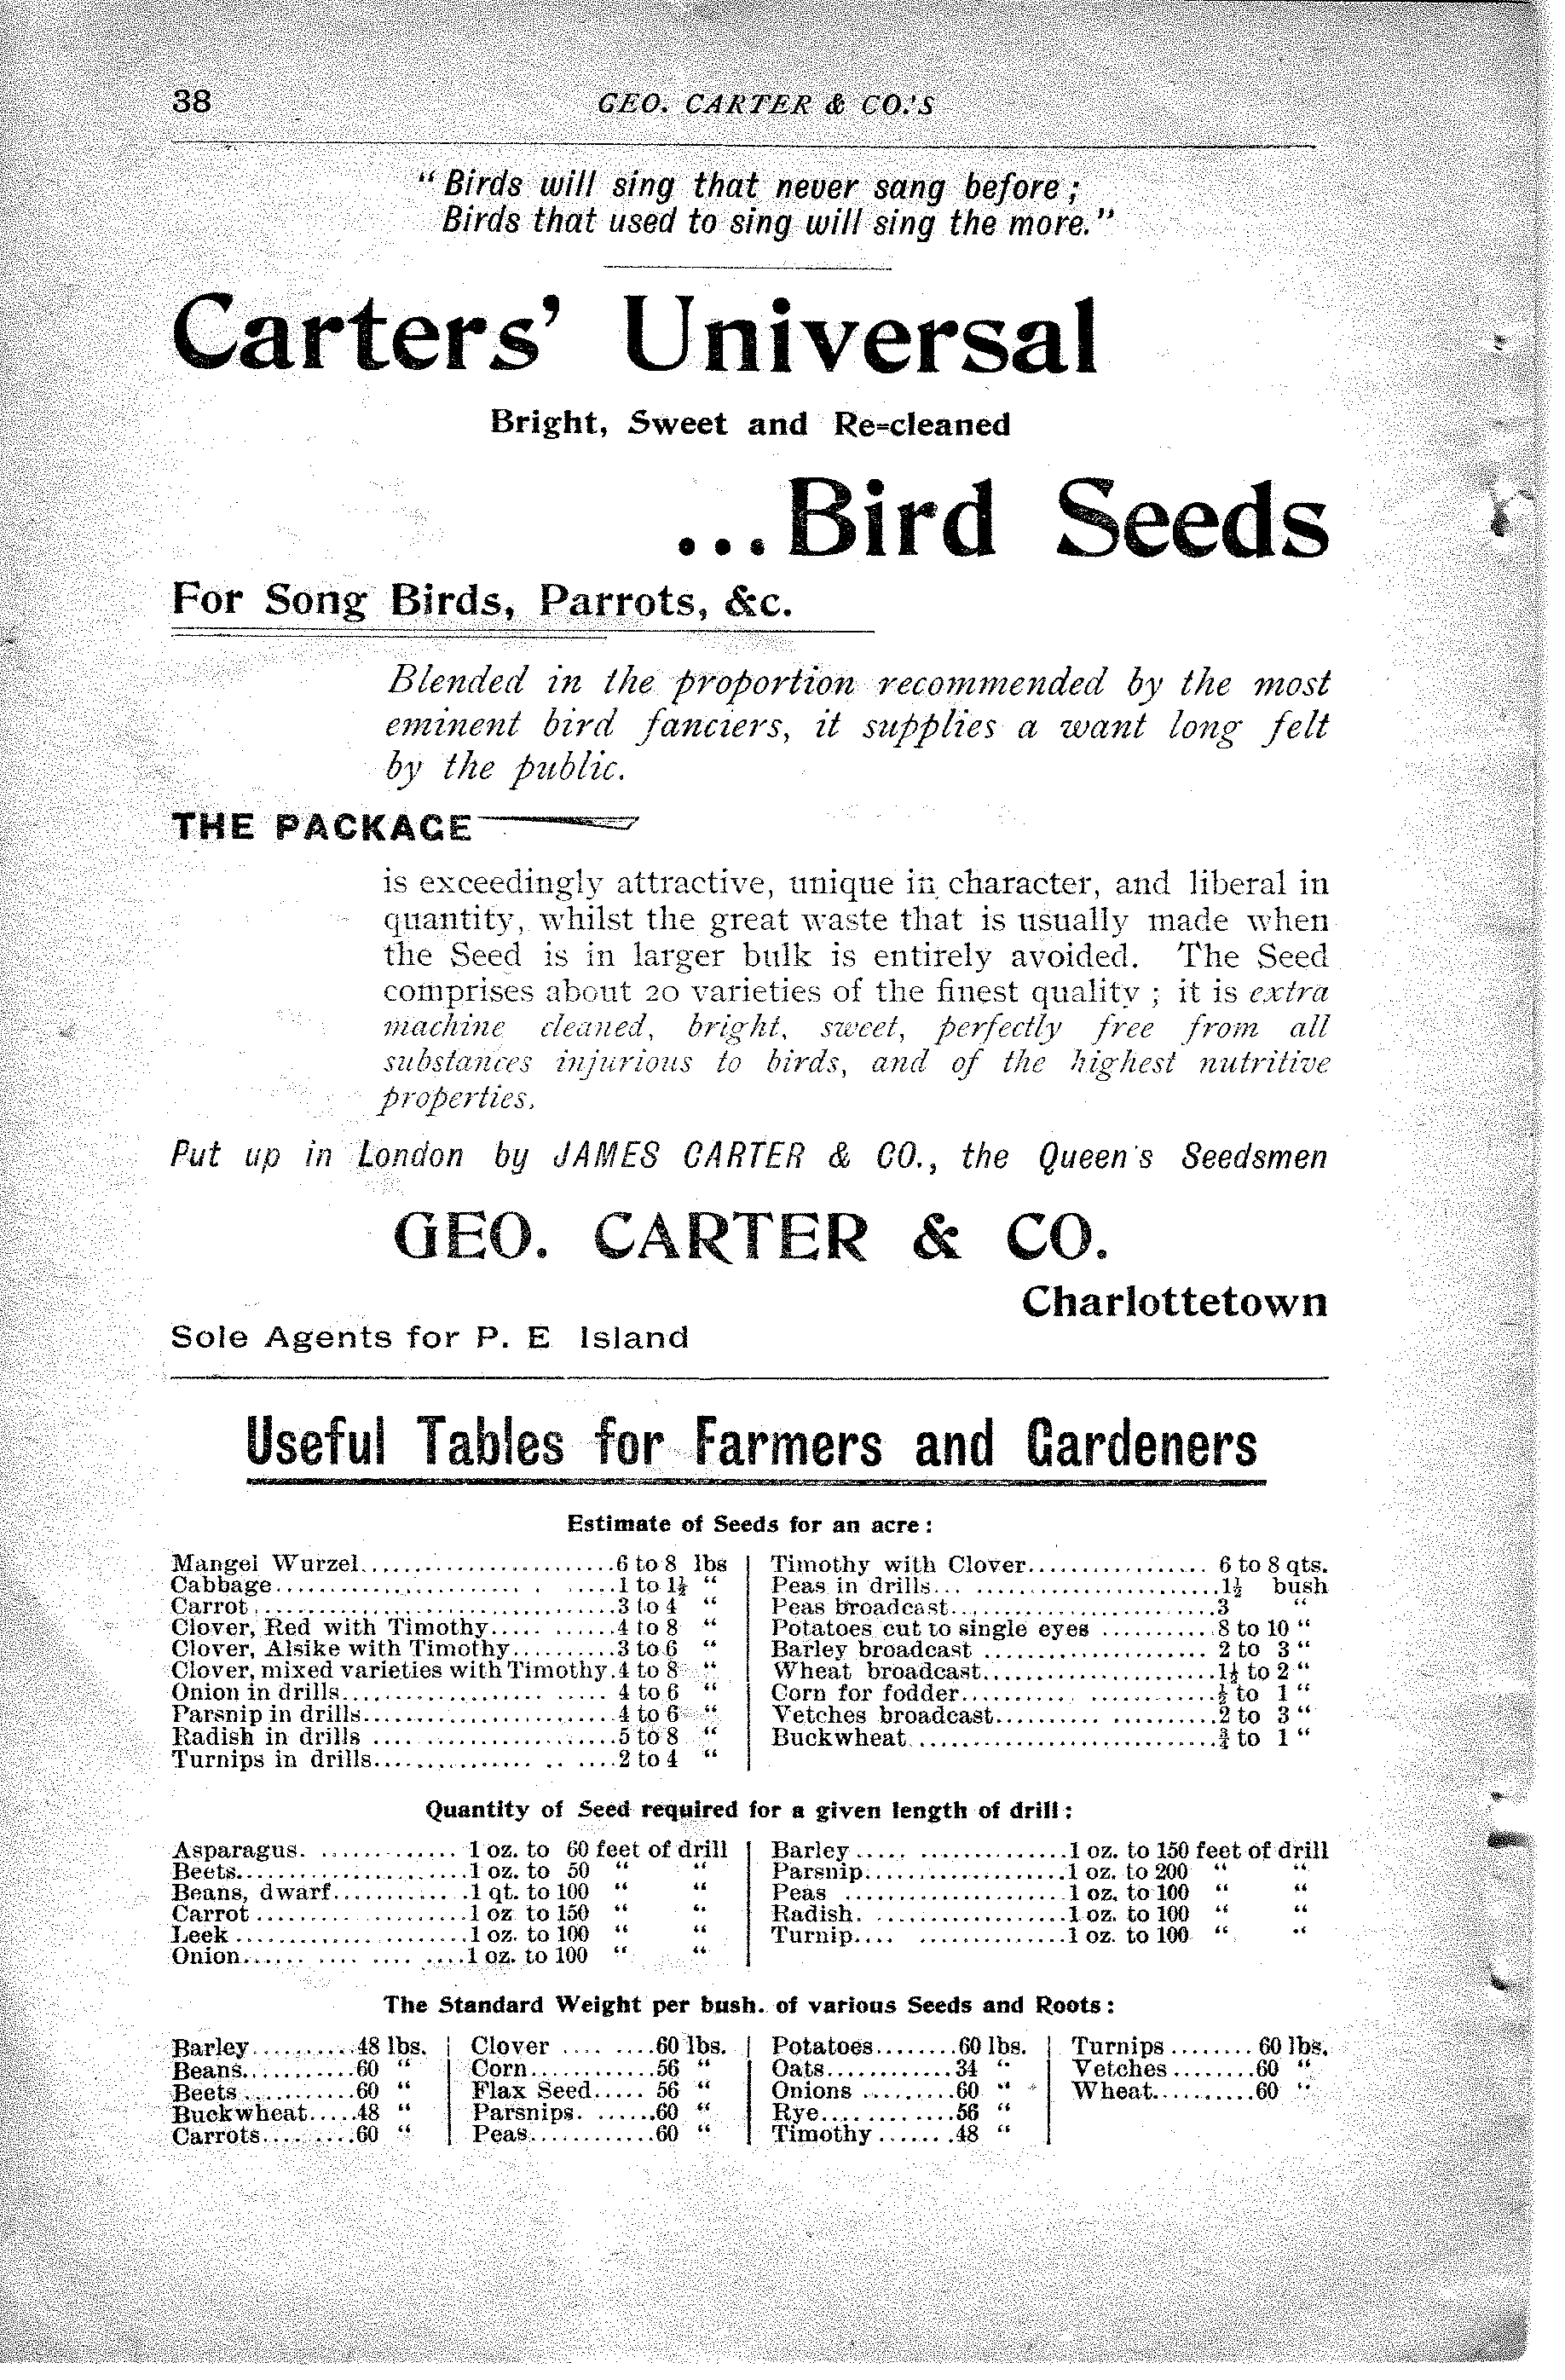 38
GEO. CARTER & CO.'S
"Birds will sing that never sang before;
Birds that used to sing will sing the more."
Carters' Universal
Bright, Sweet and Re-cleaned
...Bird Seeds
For Song Birds, Parrots, &c.
Blended in the proportion recommended by the most
eminent bird fanciers, it supplies a want long felt
by the public.
THE PACKAGE
is exceedingly attractive, unique in character, and liberal in
quantity, whilst the great waste that is usually made when
the Seed is in larger bulk is entirely avoided. The Seed
comprises about 20 varieties of the finest quality ; it is extra
machine cleaned, bright, sweet, perfectly free from all
substances injurious to birds, and of the highest nutritive
properties.
Put up in London by JAMES CARTER & CO., the Queen's Seedsmen
GEO. CARTER & CO.
Charlottetown
Sole Agents for P. E Island
Useful Tables for Farmers and Gardeners
Estimate of Seeds for an acre:
Mangel Wurzel........................6 to 8 lbs
Cabbage........................1 to 1½ "
Carrot........................3 to 4 "
Clover, Red with Timothy............4 to 8 "
Clover, Alsike with Timothy..........3 to 6 "
Clover, mixed varieties with Timothy.4 to 8 "
Onion in drills........................4 to 6 "
Parsnip in drills........................4 to 6 "
Radish in drills........................5 to 8 "
Turnips in drills........................2 to 4 "
Timothy with Clover.................6 to 8 qts.
Peas in drills........................1½ bush
Peas broadcast........................3 "
Potatoes cut to single eyes ...........8 to 10 "
Barley broadcast .....................2 to 3 "
Wheat broadcast......................1½ to 2 "
Corn for fodder........................½ to 1 "
Vetches broadcast....................2 to 3 "
Buckwheat............................¾ to 1 "
Quantity of Seed required for a given length of drill:
Asparagus. .............1 oz. to 60 feet of drill
Beets......................1 oz. to 50 " "
Beans, dwarf.............1 qt. to 100 " "
Carrot ....................1 oz to 150 " "
Leek ......................1 oz. to 100 " "
Onion.....................1 oz. to 100 " "
Barley ....................1 oz. to 150 feet of drill
Parsnip...................1 oz. to 200 " "
Peas .....................1 oz. to 100 " "
Radish. ..................1 oz. to 100 " "
Turnip....................1 oz. to 100 " "
The Standard Weight per bush. of various Seeds and Roots:
Barley..........48 lbs.
Beans...........60 "
Beets...........60 "
Buckwheat.....48 "
Carrots.........60 "
Clover .........60 lbs.
Corn............56 "
Flax Seed..... 56 "
Parsnips. ......60 "
Peas............60 "
Potatoes........60 lbs.
Oats............34 "
Onions .........60 "
Rye.............56 "
Timothy .......48 "
Turnips ........60 lbs.
Vetches ........60 "
Wheat..........60 "